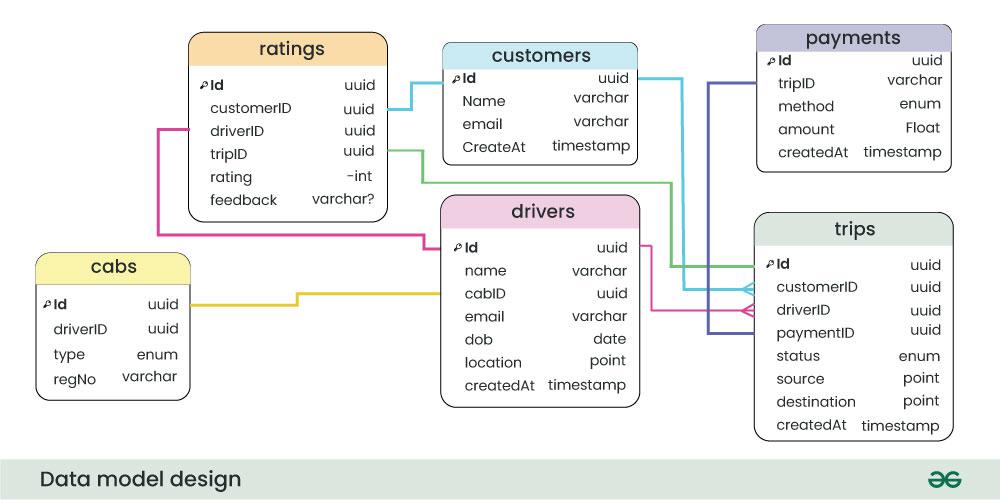 ratings
Id uuid
customerID uuid
driverID uuid
tripID uuid
rating -int
feedback varchar?
customers
Id uuid
Name varchar
email varchar
CreateAt timestamp
payments
Id uuid
tripID varchar
method enum
amount Float
createdAt timestamp
cabs
Id uuid
driverID uuid
type enum
regNo varchar
drivers
Id uuid
name varchar
cabID uuid
email varchar
dob date
location point
createdAt timestamp
trips
Id uuid
customerID uuid
driverID uuid
paymentID uuid
status enum
source point
destination point
createdAt timestamp
Data model design